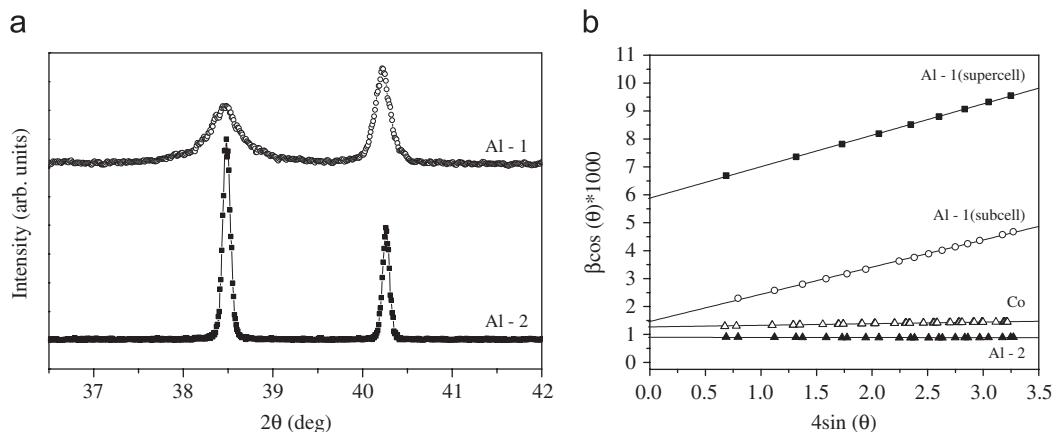 a
Intensity (arb. units)
Al - 1
Al - 2
37 38 39 40 41 42
2θ (deg)
b
βcos (θ)*1000
11
10
9
8
7
6
5
4
3
2
1
0
Al - 1(supercell)
Al - 1(subcell)
Co
Al - 2
0.0 0.5 1.0 1.5 2.0 2.5 3.0 3.5
4sin (θ)